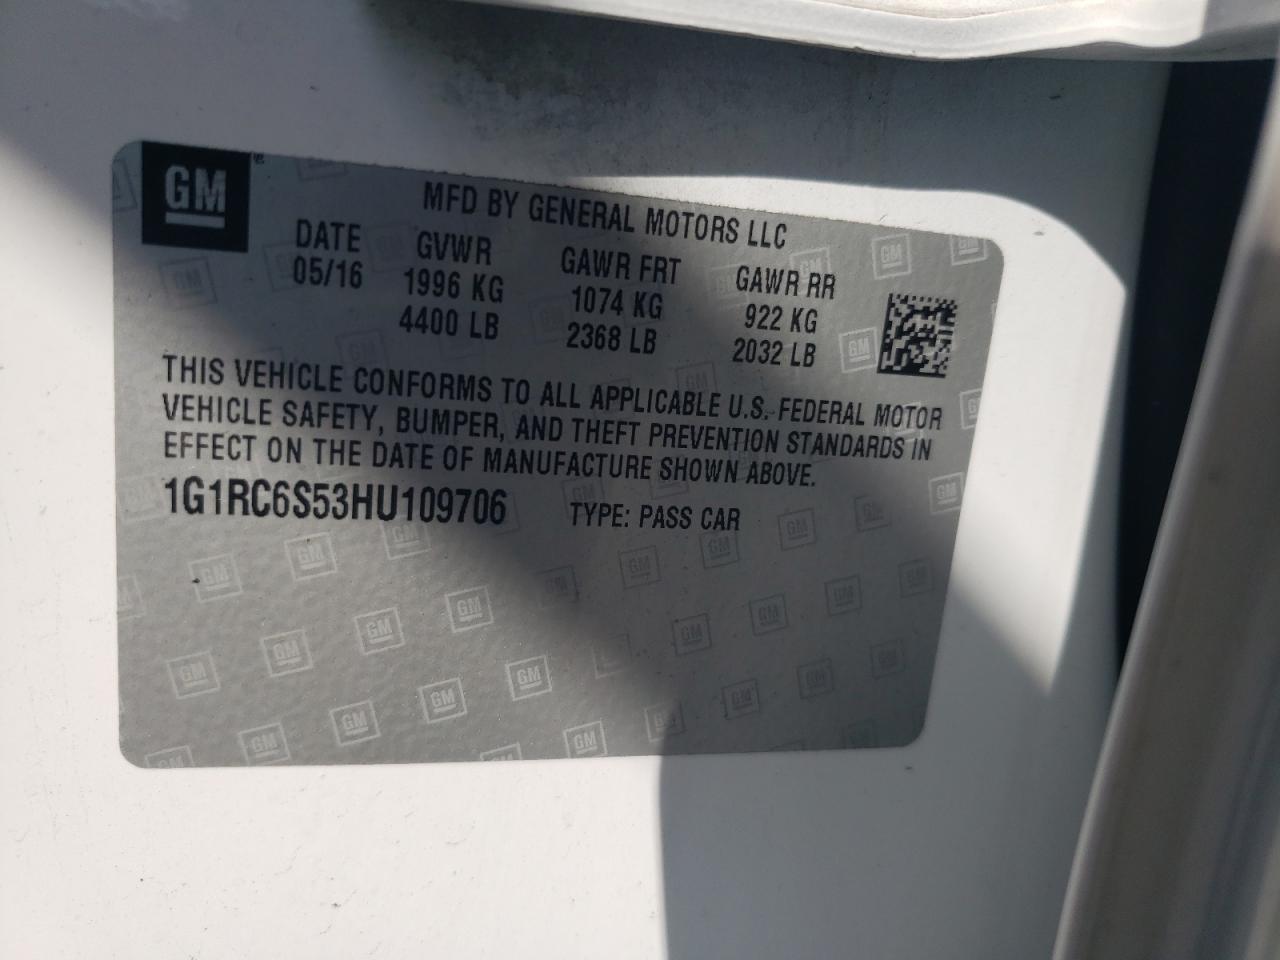 GM
MFD BY GENERAL MOTORS LLC
DATE GVWR GAWR FRT GAWR RR
05/16 1996 KG 1074 KG 922 KG
4400 LB 2368 LB 2032 LB
THIS VEHICLE CONFORMS TO ALL APPLICABLE U.S. FEDERAL MOTOR
VEHICLE SAFETY, BUMPER, AND THEFT PREVENTION STANDARDS IN
EFFECT ON THE DATE OF MANUFACTURE SHOWN ABOVE.
1G1RC6S53HU109706 TYPE: PASS CAR